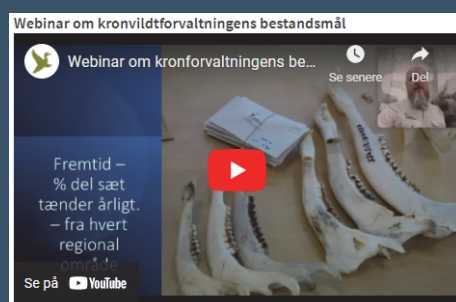 Webinar om kronvildtforvaltningens bestandsmål
Webinar om kronforvaltningens be...
Se senere
Del
Fremtid –
% del sæt
tænder årligt.
– fra hvert
regional
område
Se på YouTube